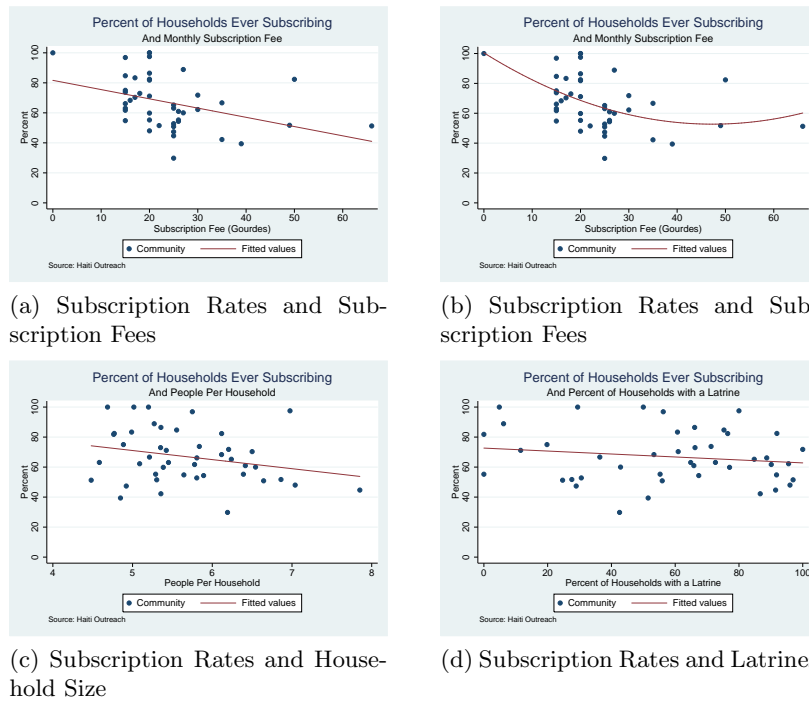 Percent of Households Ever Subscribing
And Monthly Subscription Fee
Percent
0 20 40 60 80 100
0 20 40 60
Subscription Fee (Gourdes)
Community Fitted values
Source: Haiti Outreach
(a) Subscription Rates and Sub-
scription Fees
Percent of Households Ever Subscribing
And Monthly Subscription Fee
Percent
0 20 40 60 80 100
0 20 40 60
Subscription Fee (Gourdes)
Community Fitted values
Source: Haiti Outreach
(b) Subscription Rates and Sub
scription Fees
Percent of Households Ever Subscribing
And People Per Household
Percent
0 20 40 60 80 100
4 5 6 7 8
People Per Household
Community Fitted values
Source: Haiti Outreach
(c) Subscription Rates and House-
hold Size
Percent of Households Ever Subscribing
And Percent of Households with a Latrine
Percent
0 20 40 60 80 100
0 20 40 60 80 100
Percent of Households with a Latrine
Community Fitted values
Source: Haiti Outreach
(d) Subscription Rates and Latrine